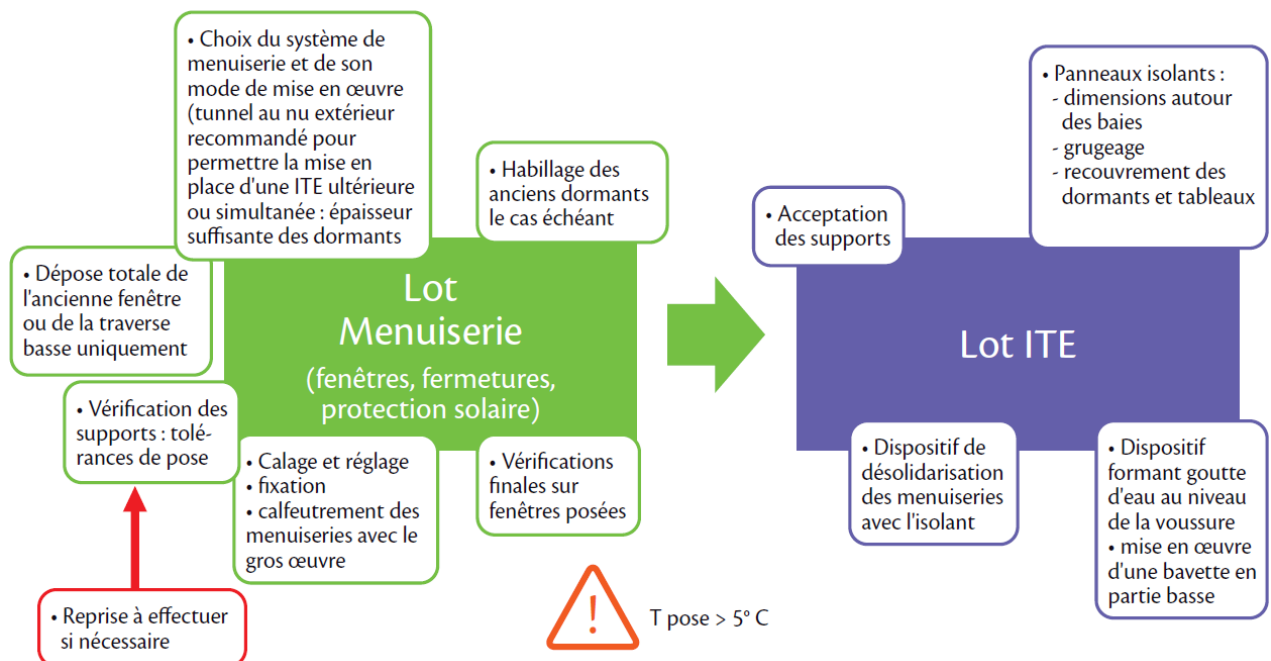 • Choix du système de
menuiserie et de son
mode de mise en œuvre
(tunnel au nu extérieur
recommandé pour
permettre la mise en
place d'une ITE ultérieure
ou simultanée : épaisseur
suffisante des dormants
• Habillage des
anciens dormants
le cas échéant
• Dépose totale de
l'ancienne fenêtre
ou de la traverse
basse uniquement
Lot
Menuiserie
(fenêtres, fermetures,
protection solaire)
• Vérification des
supports : tolé-
rances de pose
• Calage et réglage
• fixation
• calfeutrement des
menuiseries avec le
gros œuvre
• Vérifications
finales sur
fenêtres posées
• Reprise à effectuer
si nécessaire
!
T pose > 5° C
• Acceptation
des supports
• Panneaux isolants :
- dimensions autour
des baies
- grugeage
- recouvrement des
dormants et tableaux
Lot ITE
• Dispositif de
désolidarisation
des menuiseries
avec l'isolant
• Dispositif
formant goutte
d'eau au niveau
de la voussure
• mise en œuvre
d'une bavette en
partie basse